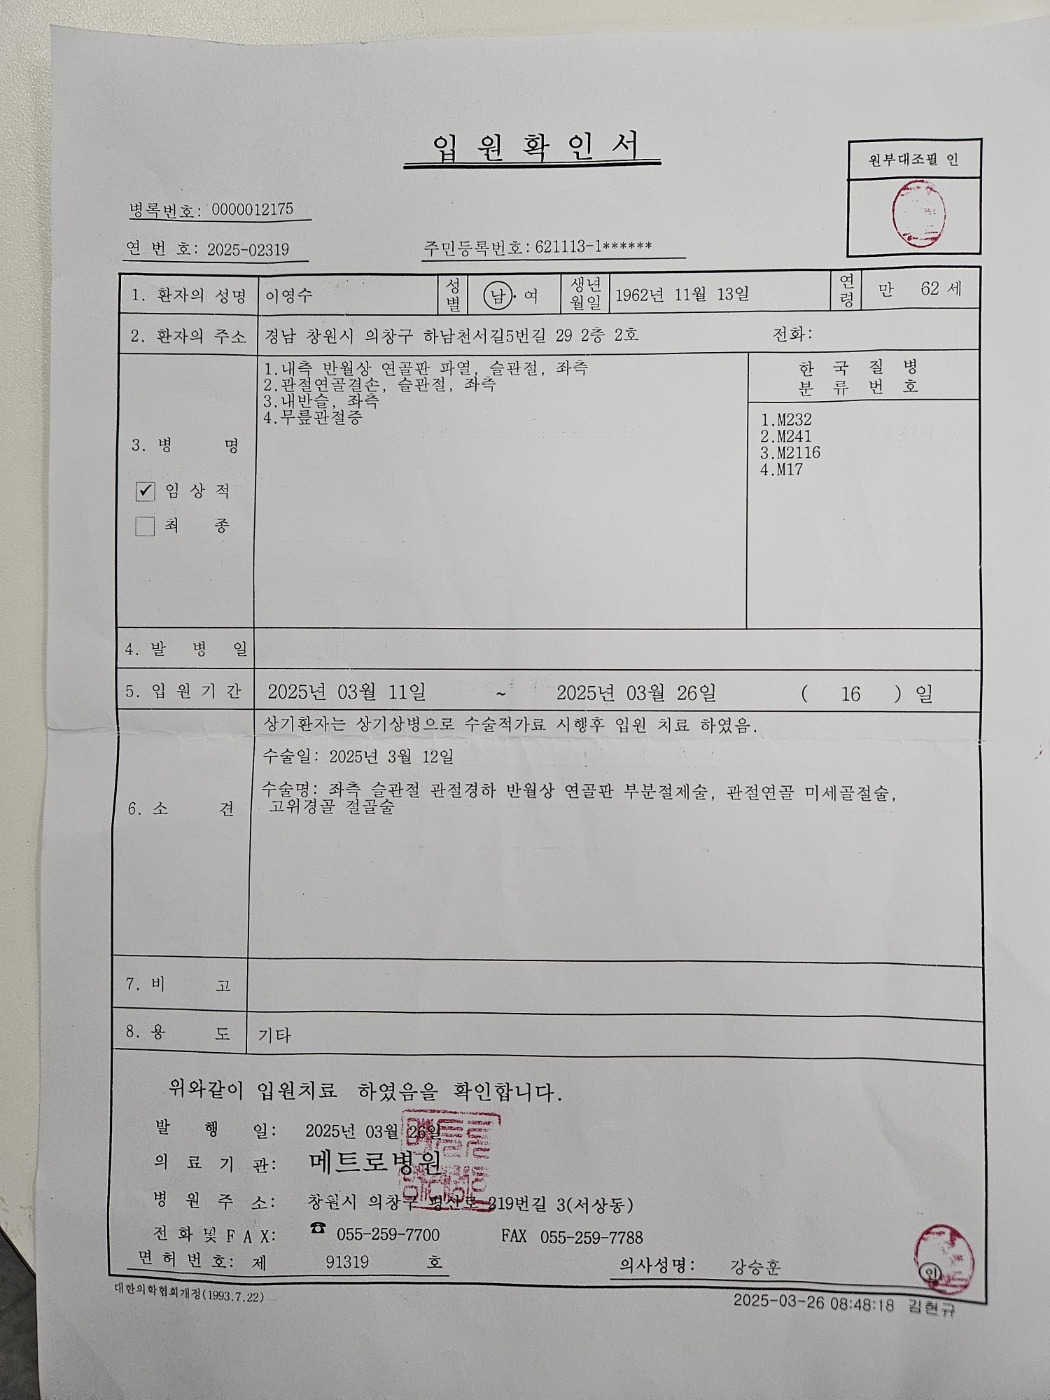 입 원 확 인 서
원부대조필 인
병록번호: 0000012175
연 번 호: 2025-02319
주민등록번호: 621113-1******
1. 환자의 성명 이영수 성별 남·여 생년월일 1962년 11월 13일 연령 만 62 세
2. 환자의 주소 경남 창원시 의창구 하남천서길5번길 29 2층 2호 전화:
3. 병 명
✓ 임 상 적
최 종
1.내측 반월상 연골판 파열, 슬관절, 좌측
2.관절연골결손, 슬관절, 좌측
3.내반슬, 좌측
4.무릎관절증
한 국 질 병
분 류 번 호
1.M232
2.M241
3.M2116
4.M17
4. 발 병 일
5. 입 원 기 간 2025년 03월 11일 ~ 2025년 03월 26일 ( 16 ) 일
6. 소 견
상기환자는 상기상병으로 수술적가료 시행후 입원 치료 하였음.
수술일: 2025년 3월 12일
수술명: 좌측 슬관절 관절경하 반월상 연골판 부분절제술, 관절연골 미세골절술,
고위경골 절골술
7. 비 고
8. 용 도 기타
위와같이 입원치료 하였음을 확인합니다.
발 행 일: 2025년 03월 26일
의 료 기 관: 메트로병원
병 원 주 소: 창원시 의창구 평산로 319번길 3(서상동)
전 화 및 F A X: ☎ 055-259-7700 FAX 055-259-7788
면 허 번 호: 제 91319 호 의사성명: 강승훈 인
대한의학협회개정(1993.7.22)
2025-03-26 08:48:18 김현규